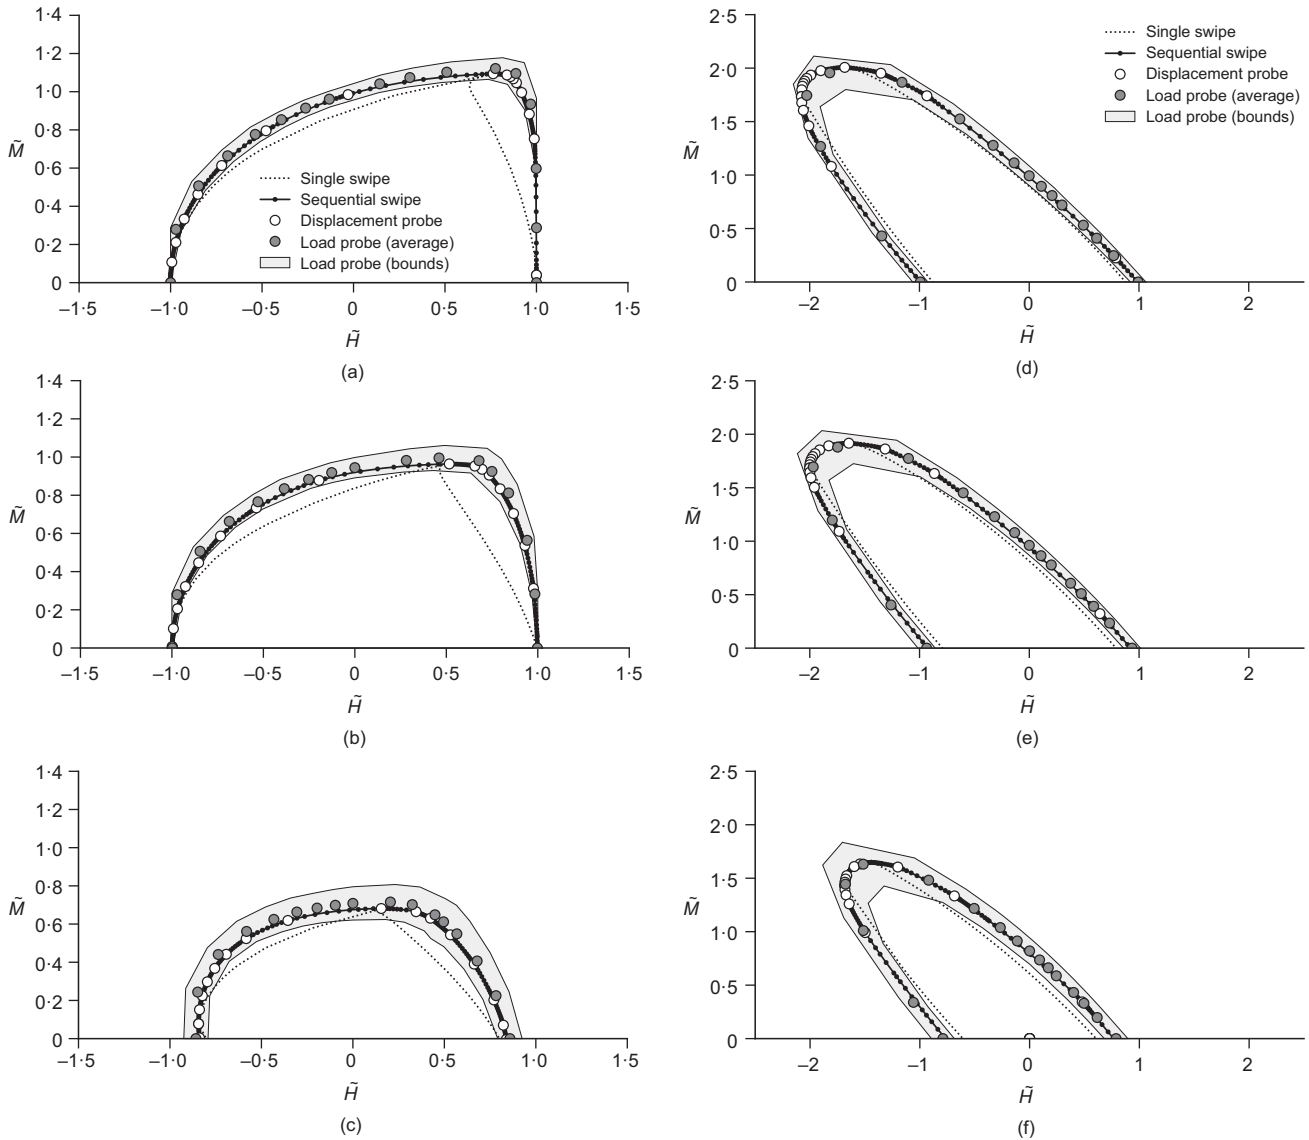 1·4
1·2
1·0
0·8
0·6
0·4
0·2
0
M̃
–1·5
–1·0
–0·5
0
0·5
1·0
1·5
H̃
(a)
Single swipe
Sequential swipe
Displacement probe
Load probe (average)
Load probe (bounds)
2·5
2·0
1·5
1·0
0·5
0
M̃
–2
–1
0
1
2
H̃
(d)
Single swipe
Sequential swipe
Displacement probe
Load probe (average)
Load probe (bounds)
1·4
1·2
1·0
0·8
0·6
0·4
0·2
0
M̃
–1·5
–1·0
–0·5
0
0·5
1·0
1·5
H̃
(b)
2·5
2·0
1·5
1·0
0·5
0
M̃
–2
–1
0
1
2
H̃
(e)
1·4
1·2
1·0
0·8
0·6
0·4
0·2
0
M̃
–1·5
–1·0
–0·5
0
0·5
1·0
1·5
H̃
(c)
2·5
2·0
1·5
1·0
0·5
0
M̃
–2
–1
0
1
2
H̃
(f)